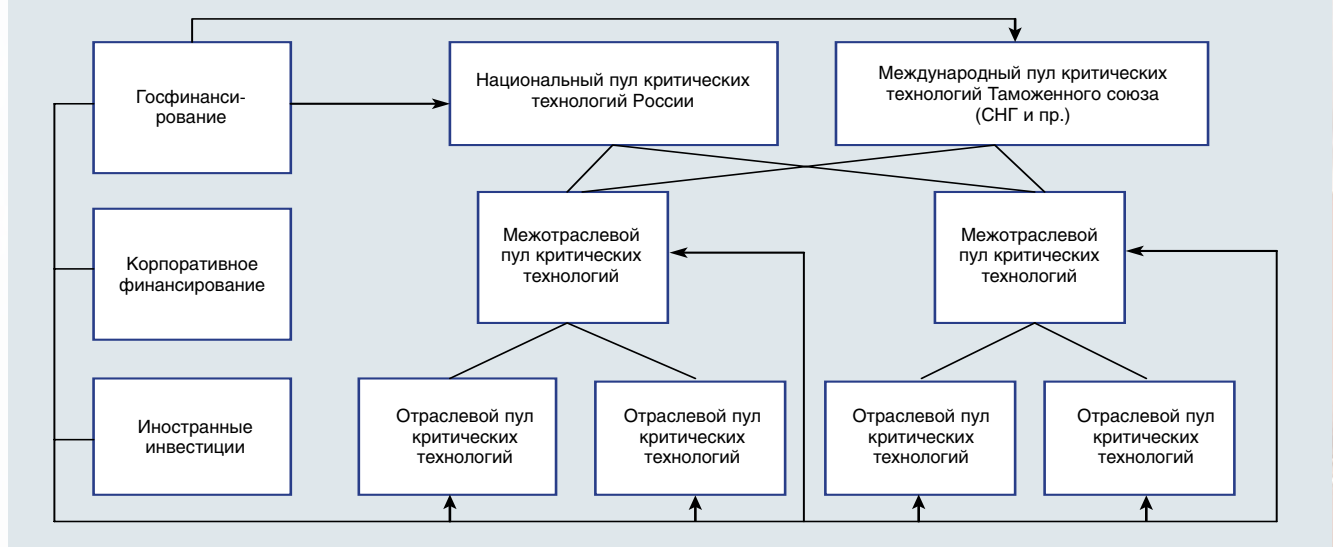 Госфинанси-
рование
Национальный пул критических
технологий России
Международный пул критических
технологий Таможенного союза
(СНГ и пр.)
Корпоративное
финансирование
Межотраслевой
пул критических
технологий
Межотраслевой
пул критических
технологий
Иностранные
инвестиции
Отраслевой пул
критических
технологий
Отраслевой пул
критических
технологий
Отраслевой пул
критических
технологий
Отраслевой пул
критических
технологий